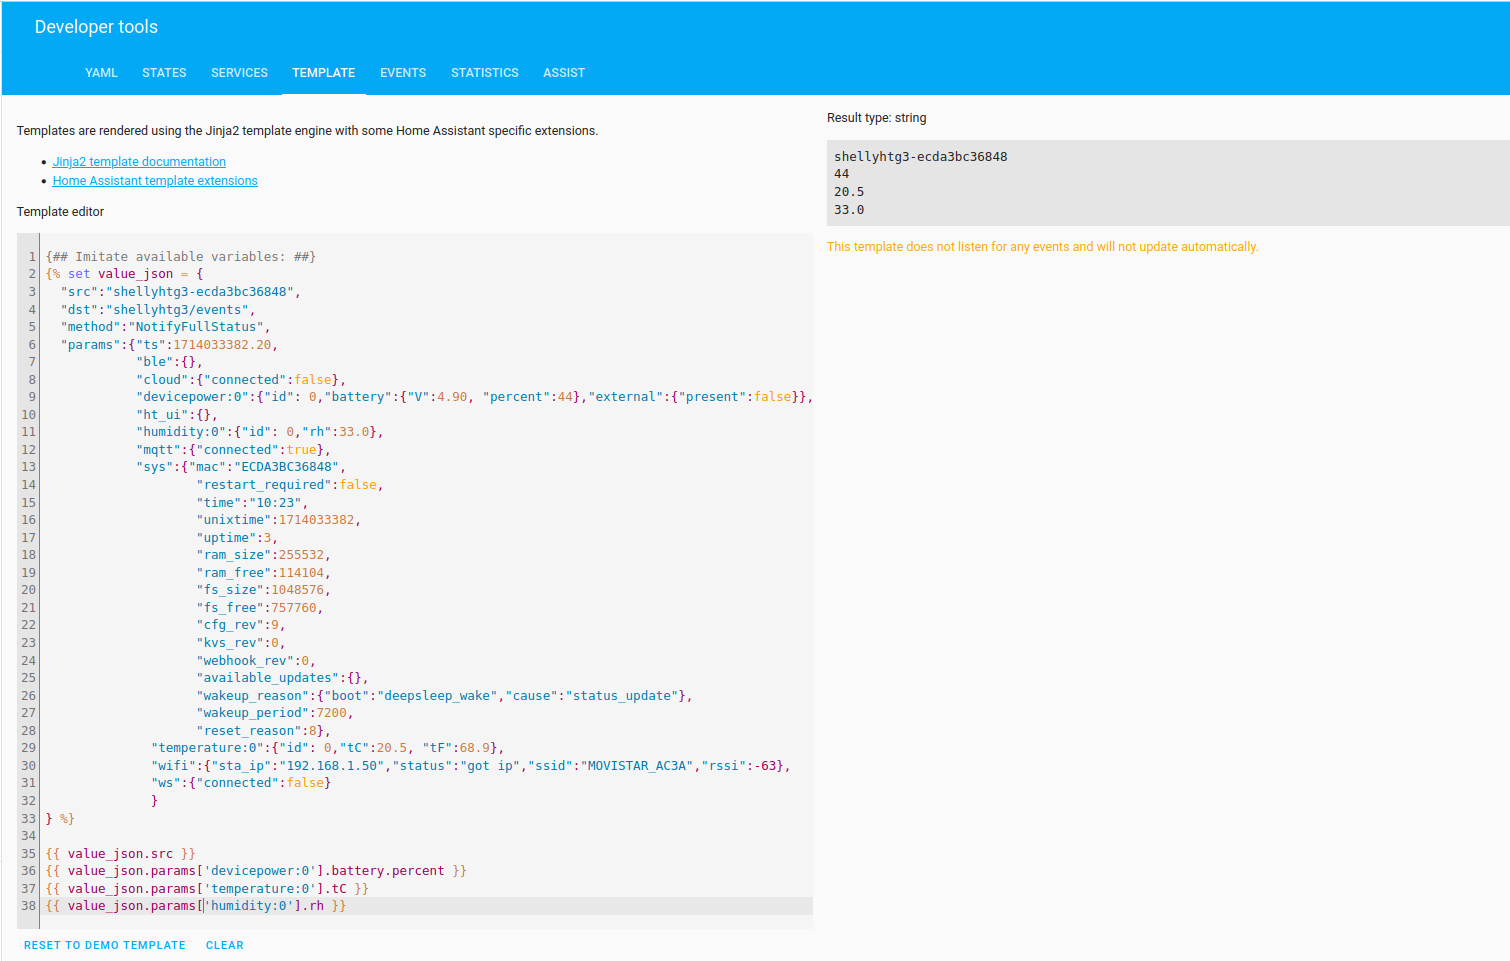 Developer tools
YAML STATES SERVICES TEMPLATE EVENTS STATISTICS ASSIST
Templates are rendered using the Jinja2 template engine with some Home Assistant specific extensions.
• Jinja2 template documentation
• Home Assistant template extensions
Template editor
1 {## Imitate available variables: ##}
2 {% set value_json = {
3   "src":"shellyhtg3-ecda3bc36848",
4   "dst":"shellyhtg3/events",
5   "method":"NotifyFullStatus",
6   "params":{"ts":1714033382.20,
7             "ble":{},
8             "cloud":{"connected":false},
9             "devicepower:0":{"id": 0,"battery":{"V":4.90, "percent":44},"external":{"present":false}},
10             "ht_ui":{},
11             "humidity:0":{"id": 0,"rh":33.0},
12             "mqtt":{"connected":true},
13             "sys":{"mac":"ECDA3BC36848",
14                     "restart_required":false,
15                     "time":"10:23",
16                     "unixtime":1714033382,
17                     "uptime":3,
18                     "ram_size":255532,
19                     "ram_free":114104,
20                     "fs_size":1048576,
21                     "fs_free":757760,
22                     "cfg_rev":9,
23                     "kvs_rev":0,
24                     "webhook_rev":0,
25                     "available_updates":{},
26                     "wakeup_reason":{"boot":"deepsleep_wake","cause":"status_update"},
27                     "wakeup_period":7200,
28                     "reset_reason":8},
29               "temperature:0":{"id": 0,"tC":20.5, "tF":68.9},
30               "wifi":{"sta_ip":"192.168.1.50","status":"got ip","ssid":"MOVISTAR_AC3A","rssi":-63},
31               "ws":{"connected":false}
32               }
33 } %}
34
35 {{ value_json.src }}
36 {{ value_json.params['devicepower:0'].battery.percent }}
37 {{ value_json.params['temperature:0'].tC }}
38 {{ value_json.params['humidity:0'].rh }}
RESET TO DEMO TEMPLATE CLEAR
Result type: string
shellyhtg3-ecda3bc36848
44
20.5
33.0
This template does not listen for any events and will not update automatically.